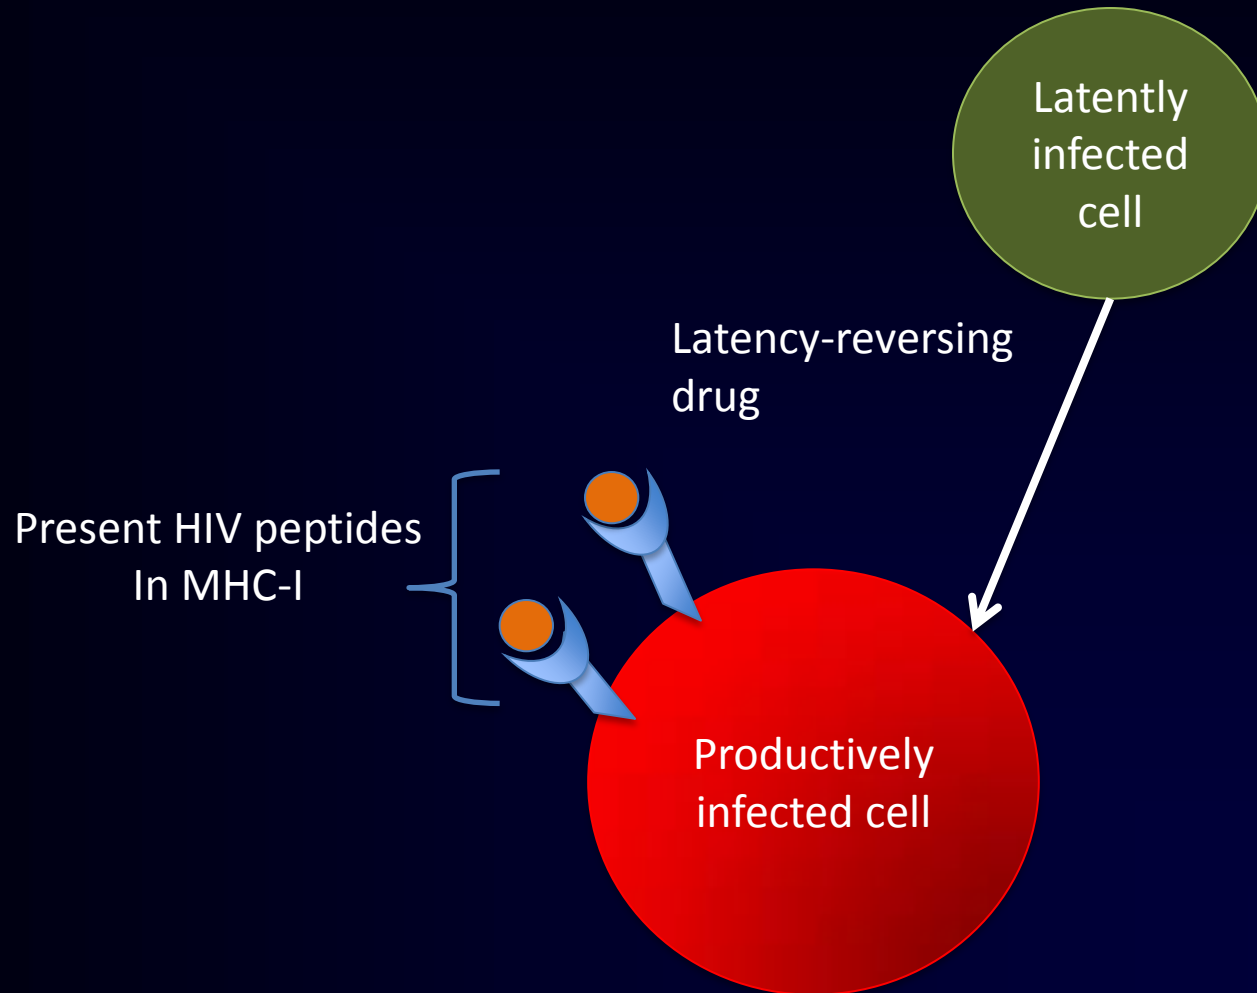 Latently
infected
cell
Latency-reversing
drug
Present HIV peptides
In MHC-I
Productively
infected cell